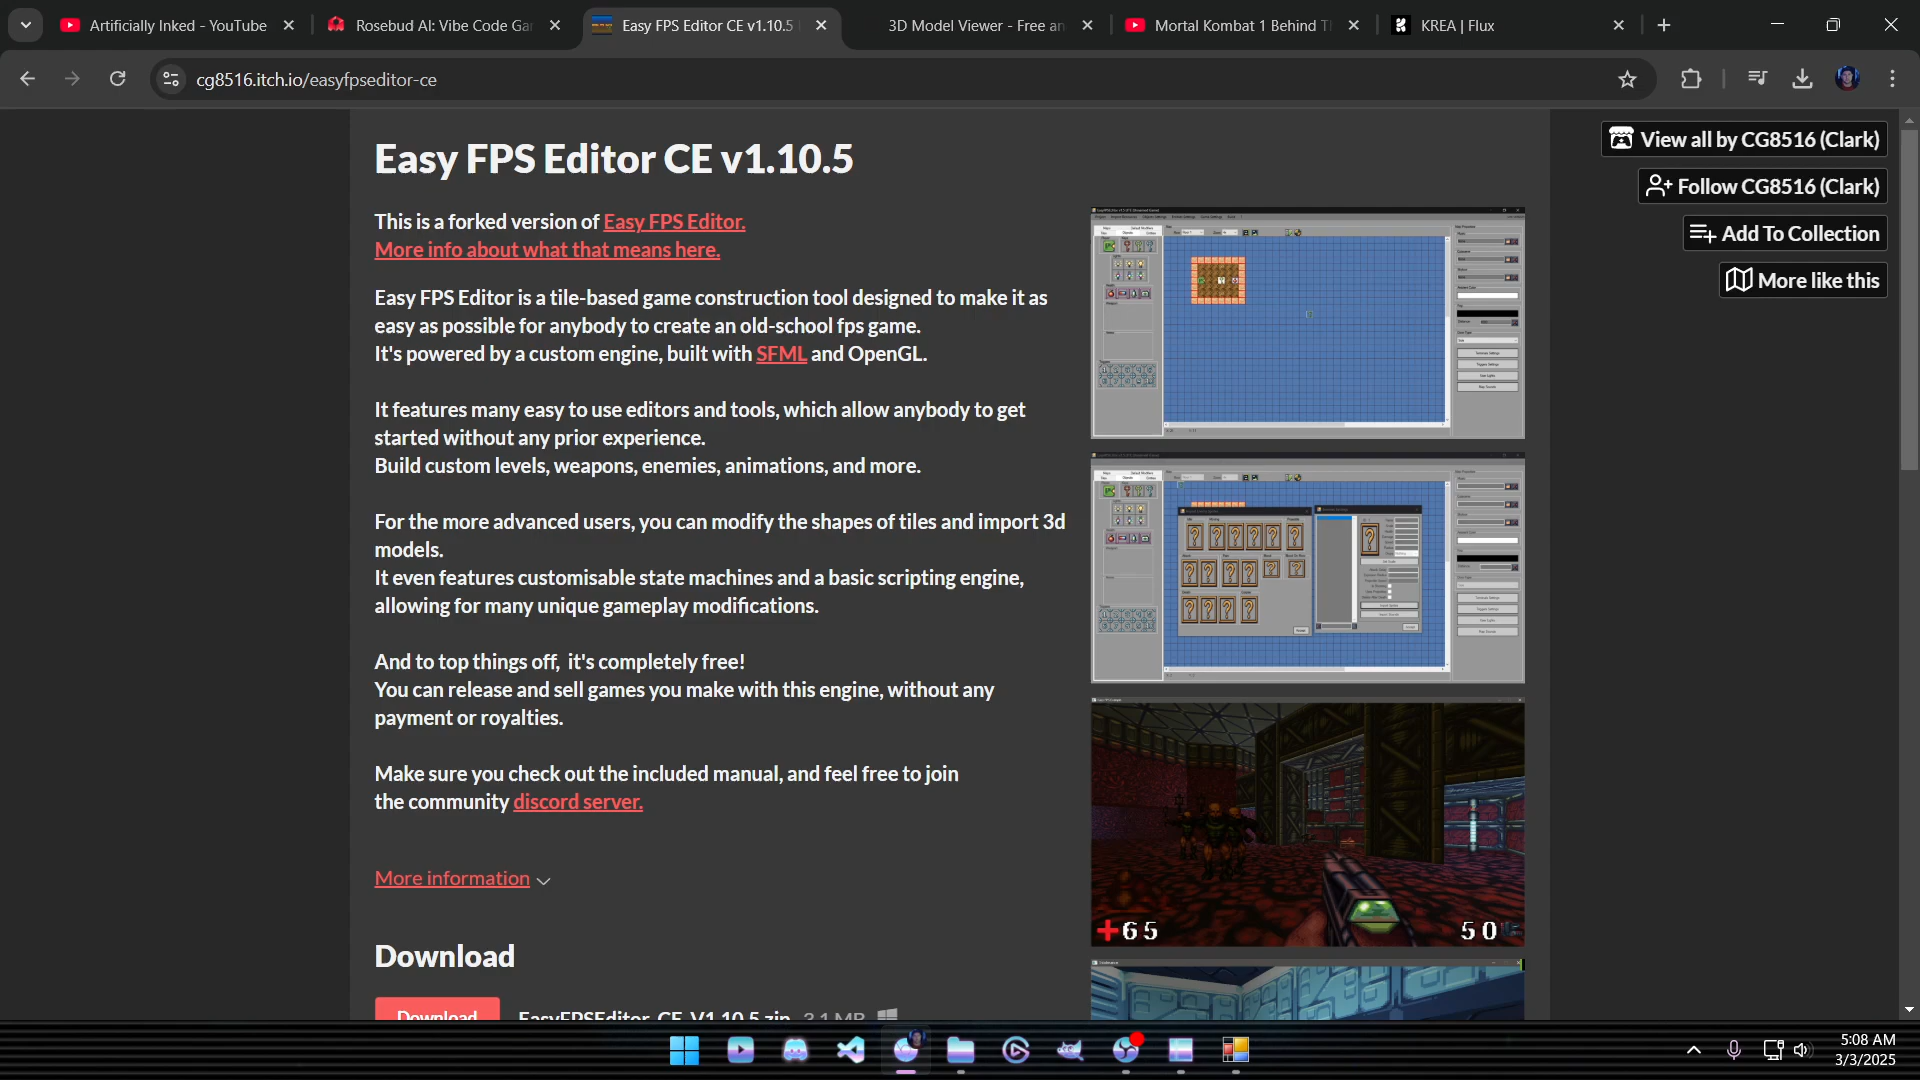 Artificially Inked - YouTube
Rosebud AI: Vibe Code Gar
Easy FPS Editor CE v1.10.5
3D Model Viewer - Free an
Mortal Kombat 1 Behind Th
KREA | Flux
cg8516.itch.io/easyfpseditor-ce
Easy FPS Editor CE v1.10.5
View all by CG8516 (Clark)
Follow CG8516 (Clark)
Add To Collection
More like this
This is a forked version of Easy FPS Editor.
More info about what that means here.
Easy FPS Editor is a tile-based game construction tool designed to make it as
easy as possible for anybody to create an old-school fps game.
It's powered by a custom engine, built with SFML and OpenGL.
It features many easy to use editors and tools, which allow anybody to get
started without any prior experience.
Build custom levels, weapons, enemies, animations, and more.
For the more advanced users, you can modify the shapes of tiles and import 3d
models.
It even features customisable state machines and a basic scripting engine,
allowing for many unique gameplay modifications.
And to top things off, it's completely free!
You can release and sell games you make with this engine, without any
payment or royalties.
Make sure you check out the included manual, and feel free to join
the community discord server.
More information
+65
50
Download
Download
EasyFPSEditor_CE_V1.10.5.zip 3.1 MB
5:08 AM
3/3/2025